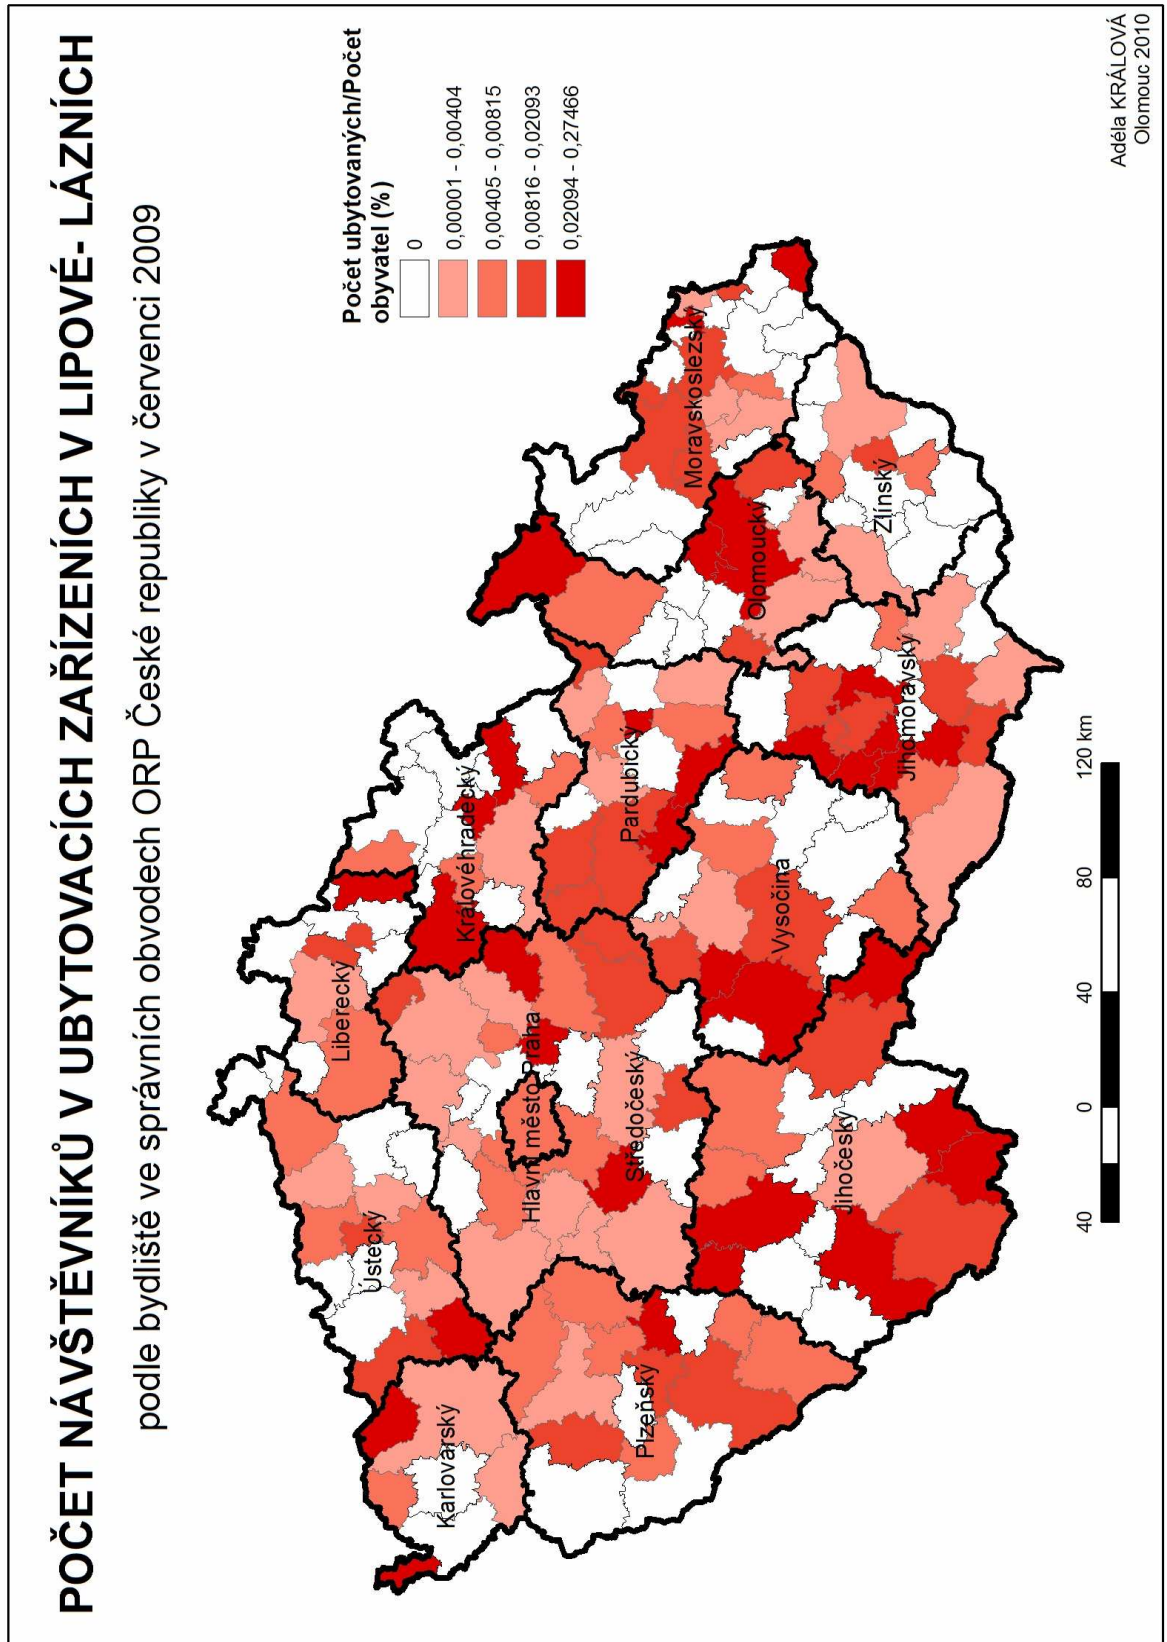 POČET NÁVŠTĚVNÍKŮ V UBYTOVACÍCH ZAŘÍZENÍCH V LIPOVÉ- LÁZNÍCH
podle bydliště ve správních obvodech ORP České republiky v červenci 2009
Počet ubytovaných/Počet
obyvatel (%)
0
0,00001 - 0,00404
0,00405 - 0,00815
0,00816 - 0,02093
0,02094 - 0,27466
Liberecký
Ústecký
Karlovarský
Královéhradecký
Hlavní město Praha
Středočeský
Pardubický
Moravskoslezský
Olomoucký
Plzeňský
Vysočina
Zlínský
Jihočeský
Jihomoravský
40 0 40 80 120 km
Adéla KRÁLOVÁ
Olomouc 2010